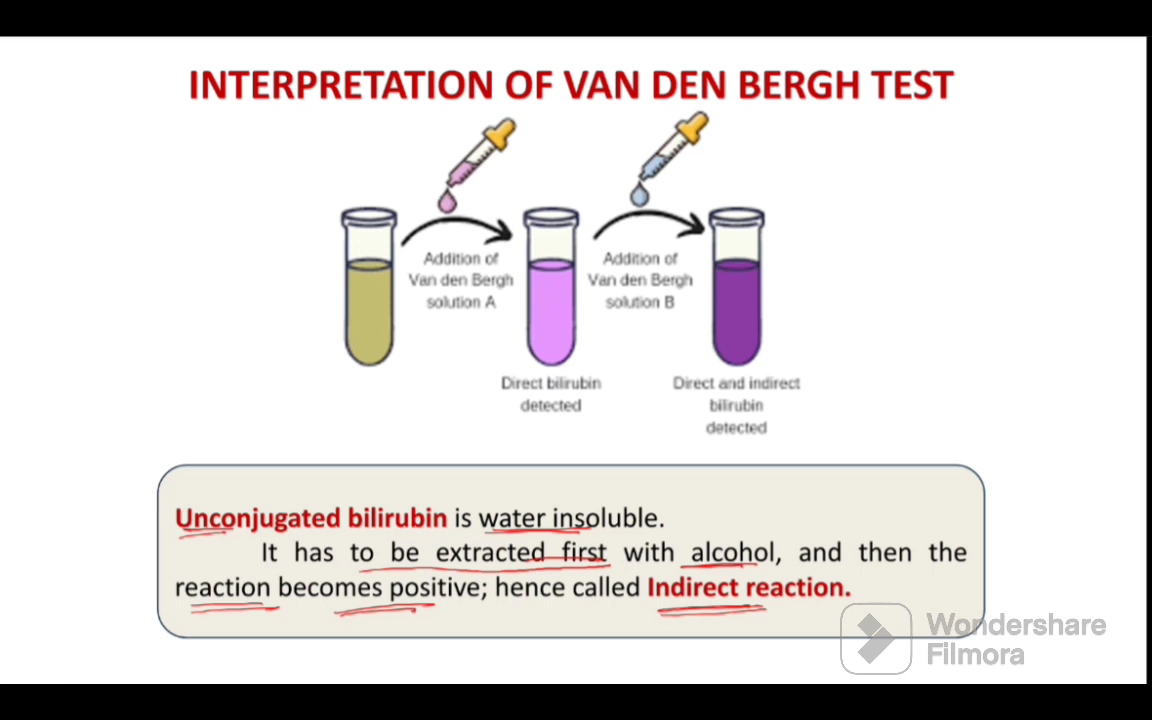 INTERPRETATION OF VAN DEN BERGH TEST
Addition of
Van den Bergh
solution A
Addition of
Van den Bergh
solution B
Direct bilirubin
detected
Direct and indirect
bilirubin
detected
Unconjugated bilirubin is water insoluble.
It has to be extracted first with alcohol, and then the
reaction becomes positive; hence called Indirect reaction.
Wondershare
Filmora